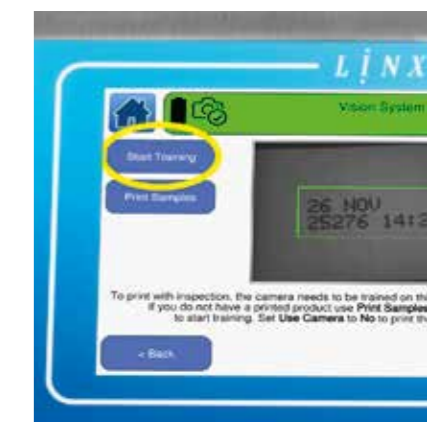 LINX
Vision System
Start Training
Print Samples
26 NOV
25276 14:2
To print with inspection, the camera needs to be trained on thi
If you do not have a printed product use Print Samples
to start training. Set Use Camera to No to print the
< Back